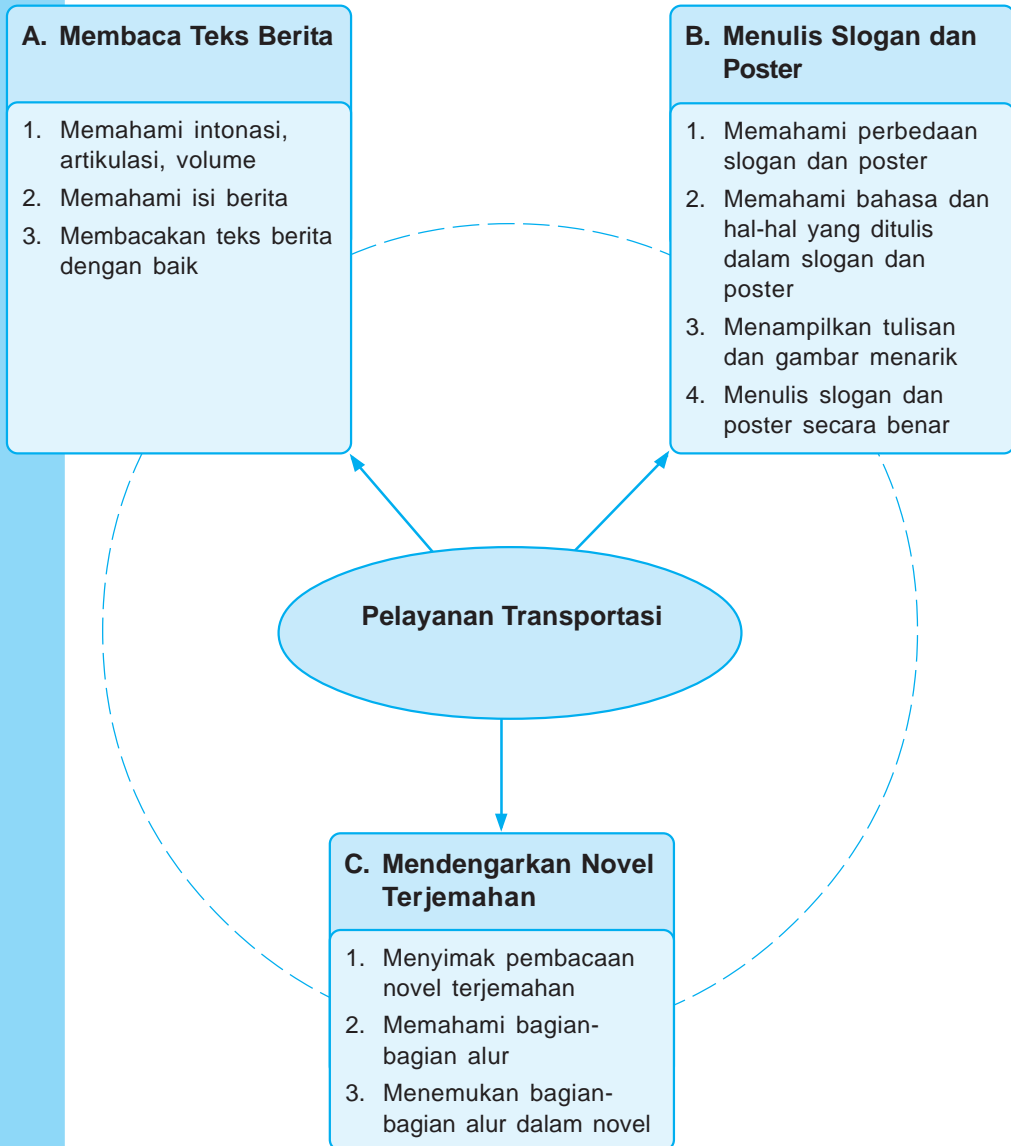 A. Membaca Teks Berita
1. Memahami intonasi,
artikulasi, volume
2. Memahami isi berita
3. Membacakan teks berita
dengan baik
B. Menulis Slogan dan
Poster
1. Memahami perbedaan
slogan dan poster
2. Memahami bahasa dan
hal-hal yang ditulis
dalam slogan dan
poster
3. Menampilkan tulisan
dan gambar menarik
4. Menulis slogan dan
poster secara benar
Pelayanan Transportasi
C. Mendengarkan Novel
Terjemahan
1. Menyimak pembacaan
novel terjemahan
2. Memahami bagian-
bagian alur
3. Menemukan bagian-
bagian alur dalam novel